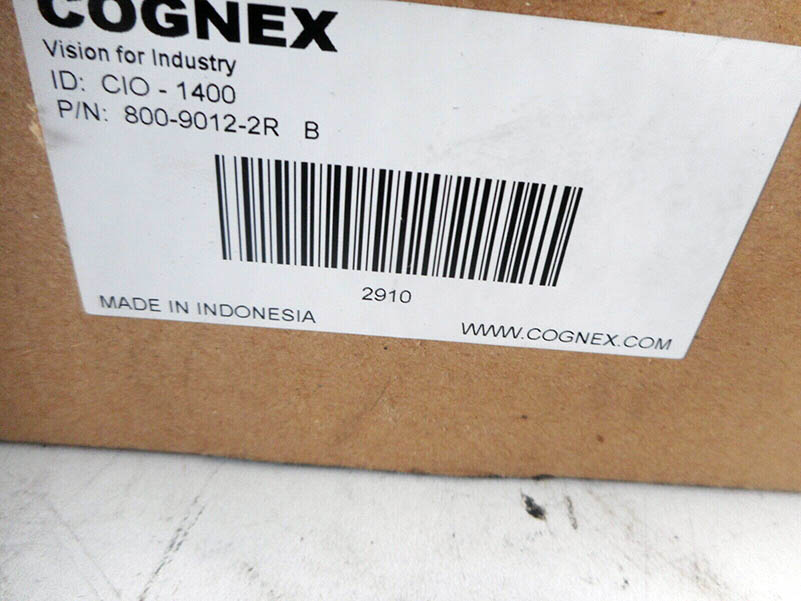 COGNEX
Vision for Industry
ID: CIO - 1400
P/N: 800-9012-2R B
2910
MADE IN INDONESIA
WWW.COGNEX.COM